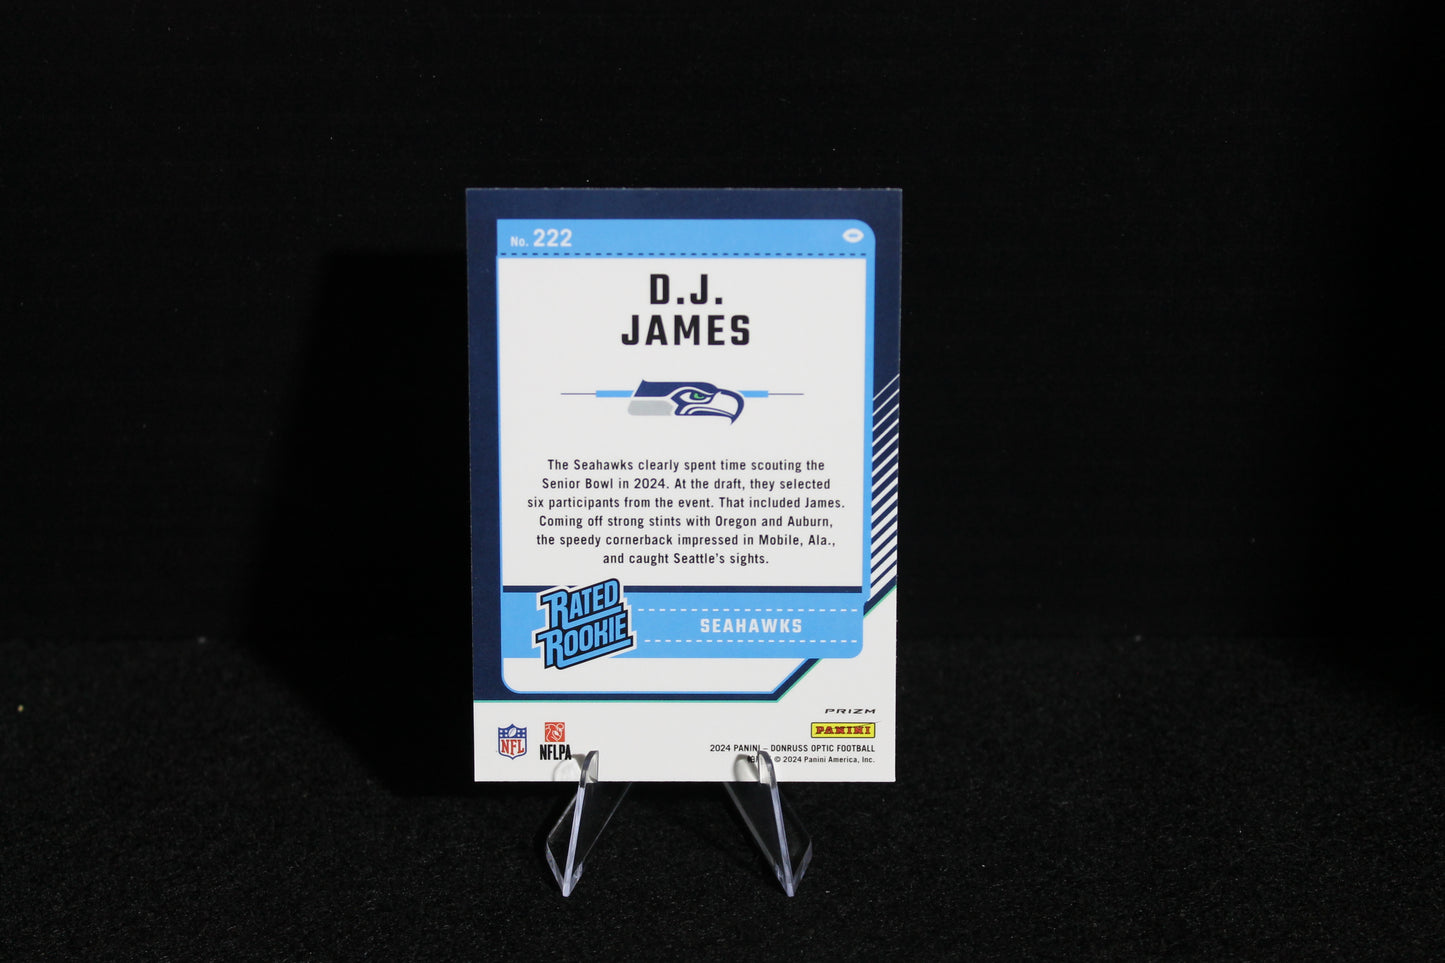 No. 222
D.J.
JAMES
The Seahawks clearly spent time scouting the
Senior Bowl in 2024. At the draft, they selected
six participants from the event. That included James.
Coming off strong stints with Oregon and Auburn,
the speedy cornerback impressed in Mobile, Ala.,
and caught Seattle's sights.
RATED
ROOKIE
SEAHAWKS
PRIZM
PANINI
NFL
NFLPA
2024 PANINI – DONRUSS OPTIC FOOTBALL
© 2024 Panini America, Inc.